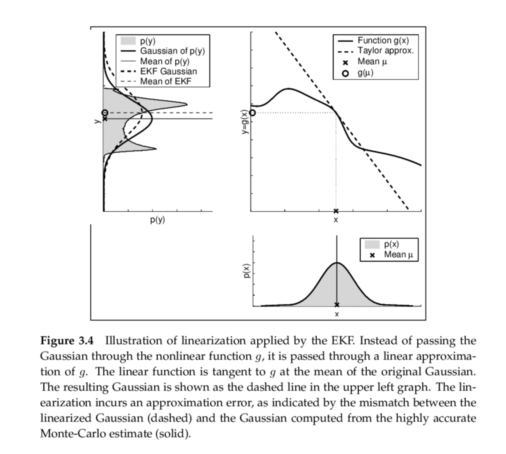 p(y)
Gaussian of p(y)
Mean of p(y)
EKF Gaussian
Mean of EKF
y
p(y)
Function g(x)
Taylor approx.
Mean μ
g(μ)
y=g(x)
x
p(x)
Mean μ
p(x)
x
Figure 3.4 Illustration of linearization applied by the EKF. Instead of passing the
Gaussian through the nonlinear function g, it is passed through a linear approxima-
tion of g. The linear function is tangent to g at the mean of the original Gaussian.
The resulting Gaussian is shown as the dashed line in the upper left graph. The lin-
earization incurs an approximation error, as indicated by the mismatch between the
linearized Gaussian (dashed) and the Gaussian computed from the highly accurate
Monte-Carlo estimate (solid).